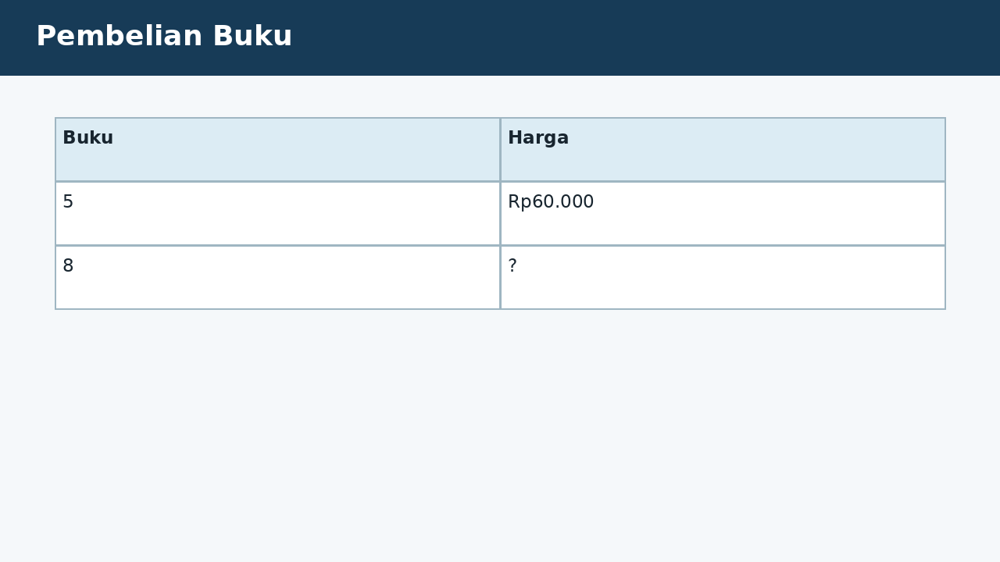 Pembelian Buku
Buku Harga
5 Rp60.000
8 ?